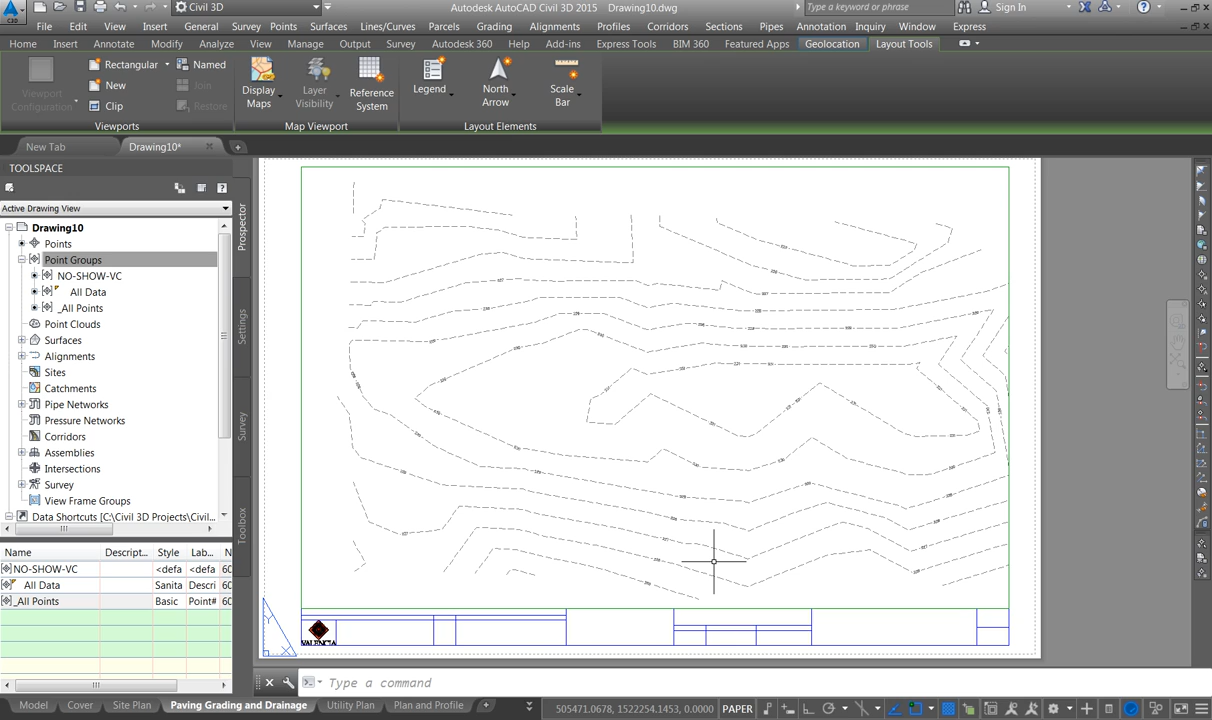 Civil 3D
Autodesk AutoCAD Civil 3D 2015 Drawing10.dwg
Type a keyword or phrase
Sign In
File Edit View Insert General Survey Points Surfaces Lines/Curves Parcels Grading Alignments Profiles Corridors Sections Pipes Annotation Inquiry Window Express
Home Insert Annotate Modify Analyze View Manage Output Survey Autodesk 360 Help Add-ins Express Tools BIM 360 Featured Apps Geolocation Layout Tools
Viewport Configuration
Rectangular
New
Clip
Named
Join
Restore
Display Maps
Layer Visibility
Reference System
Legend
North Arrow
Scale Bar
Viewports
Map Viewport
Layout Elements
New Tab
Drawing10*
TOOLSPACE
Active Drawing View
Drawing10
Points
Point Groups
NO-SHOW-VC
All Data
_All Points
Point Clouds
Surfaces
Alignments
Sites
Catchments
Pipe Networks
Pressure Networks
Corridors
Assemblies
Intersections
Survey
View Frame Groups
Data Shortcuts [C:\Civil 3D Projects\Civil...
Prospector
Settings
Survey
Toolbox
Name Descript... Style Lab... N
NO-SHOW-VC <defa <defa 60
All Data Sanita Descri 60
_All Points Basic Point# 60
VALENCIA
Type a command
Model Cover Site Plan Paving Grading and Drainage Utility Plan Plan and Profile
505471.0678, 1522254.1453, 0.0000 PAPER